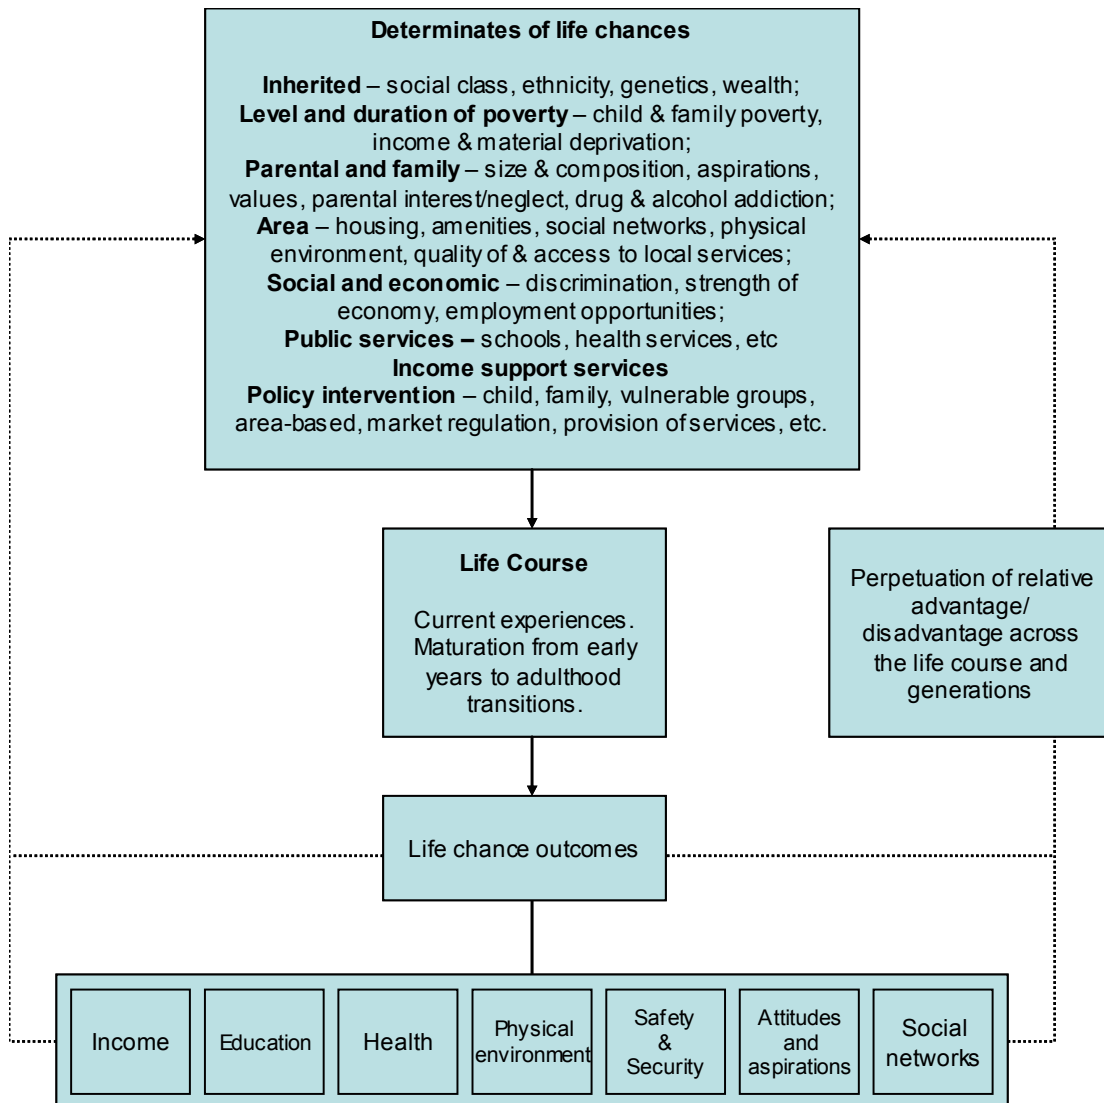 Determinates of life chances
Inherited – social class, ethnicity, genetics, wealth;
Level and duration of poverty – child & family poverty,
income & material deprivation;
Parental and family – size & composition, aspirations,
values, parental interest/neglect, drug & alcohol addiction;
Area – housing, amenities, social networks, physical
environment, quality of & access to local services;
Social and economic – discrimination, strength of
economy, employment opportunities;
Public services – schools, health services, etc
Income support services
Policy intervention – child, family, vulnerable groups,
area-based, market regulation, provision of services, etc.
Life Course
Current experiences.
Maturation from early
years to adulthood
transitions.
Perpetuation of relative
advantage/
disadvantage across
the life course and
generations
Life chance outcomes
Income
Education
Health
Physical
environment
Safety
&
Security
Attitudes
and
aspirations
Social
networks